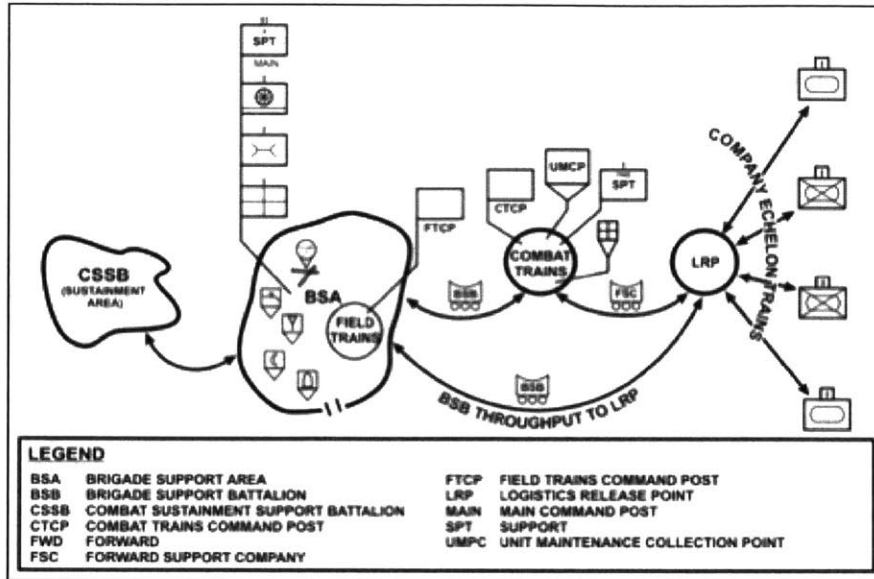 SPT
MAIN
UMCP
SPT
CTCP
FTCP
COMPANY ECHELON TRAINS
CSSB
(SUSTAINMENT
AREA)
BSA
FIELD
TRAINS
BSB
COMBAT
TRAINS
FSC
LRP
BSB
BSB THROUGHPUT TO LRP
LEGEND
BSA BRIGADE SUPPORT AREA
BSB BRIGADE SUPPORT BATTALION
CSSB COMBAT SUSTAINMENT SUPPORT BATTALION
CTCP COMBAT TRAINS COMMAND POST
FWD FORWARD
FSC FORWARD SUPPORT COMPANY
FTCP FIELD TRAINS COMMAND POST
LRP LOGISTICS RELEASE POINT
MAIN MAIN COMMAND POST
SPT SUPPORT
UMPC UNIT MAINTENANCE COLLECTION POINT